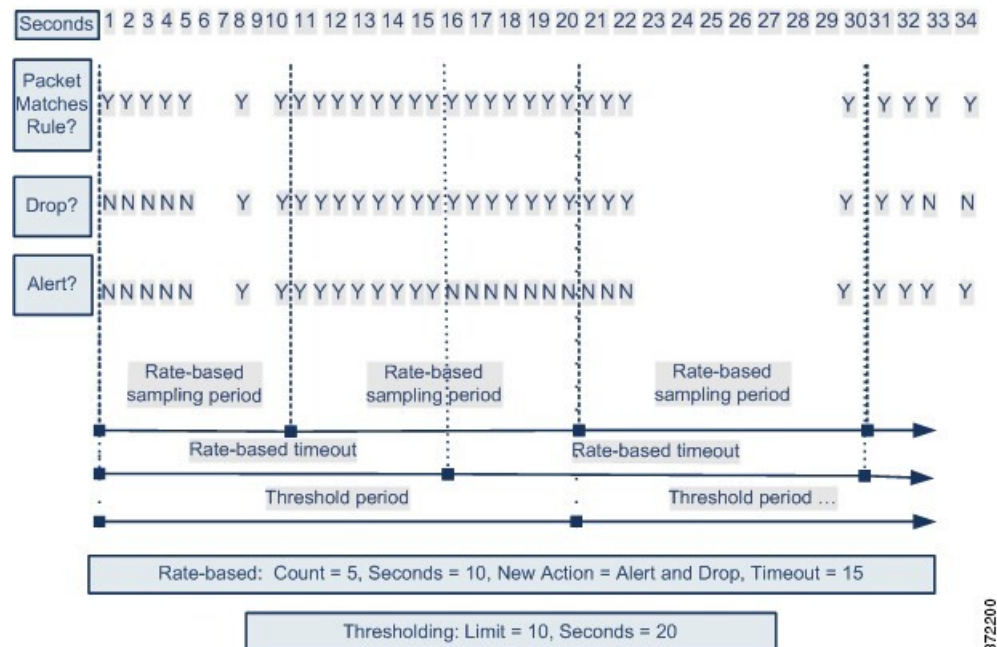 Seconds 1 2 3 4 5 6 7 8 9 10 11 12 13 14 15 16 17 18 19 20 21 22 23 24 25 26 27 28 29 30 31 32 33 34
Packet
Matches
Rule?
Y Y Y Y Y Y Y Y Y Y Y Y Y Y Y Y Y Y Y Y Y Y Y Y Y
Drop?
N N N N N Y Y Y Y Y Y Y Y Y Y Y Y Y Y Y Y Y Y N N
Alert?
N N N N N Y Y Y Y Y Y Y Y Y N N N N N N N N N N Y Y Y Y Y
Rate-based
sampling period
Rate-based
sampling period
Rate-based
sampling period
Rate-based timeout
Rate-based timeout
Threshold period
Threshold period ...
Rate-based: Count = 5, Seconds = 10, New Action = Alert and Drop, Timeout = 15
Thresholding: Limit = 10, Seconds = 20
372200